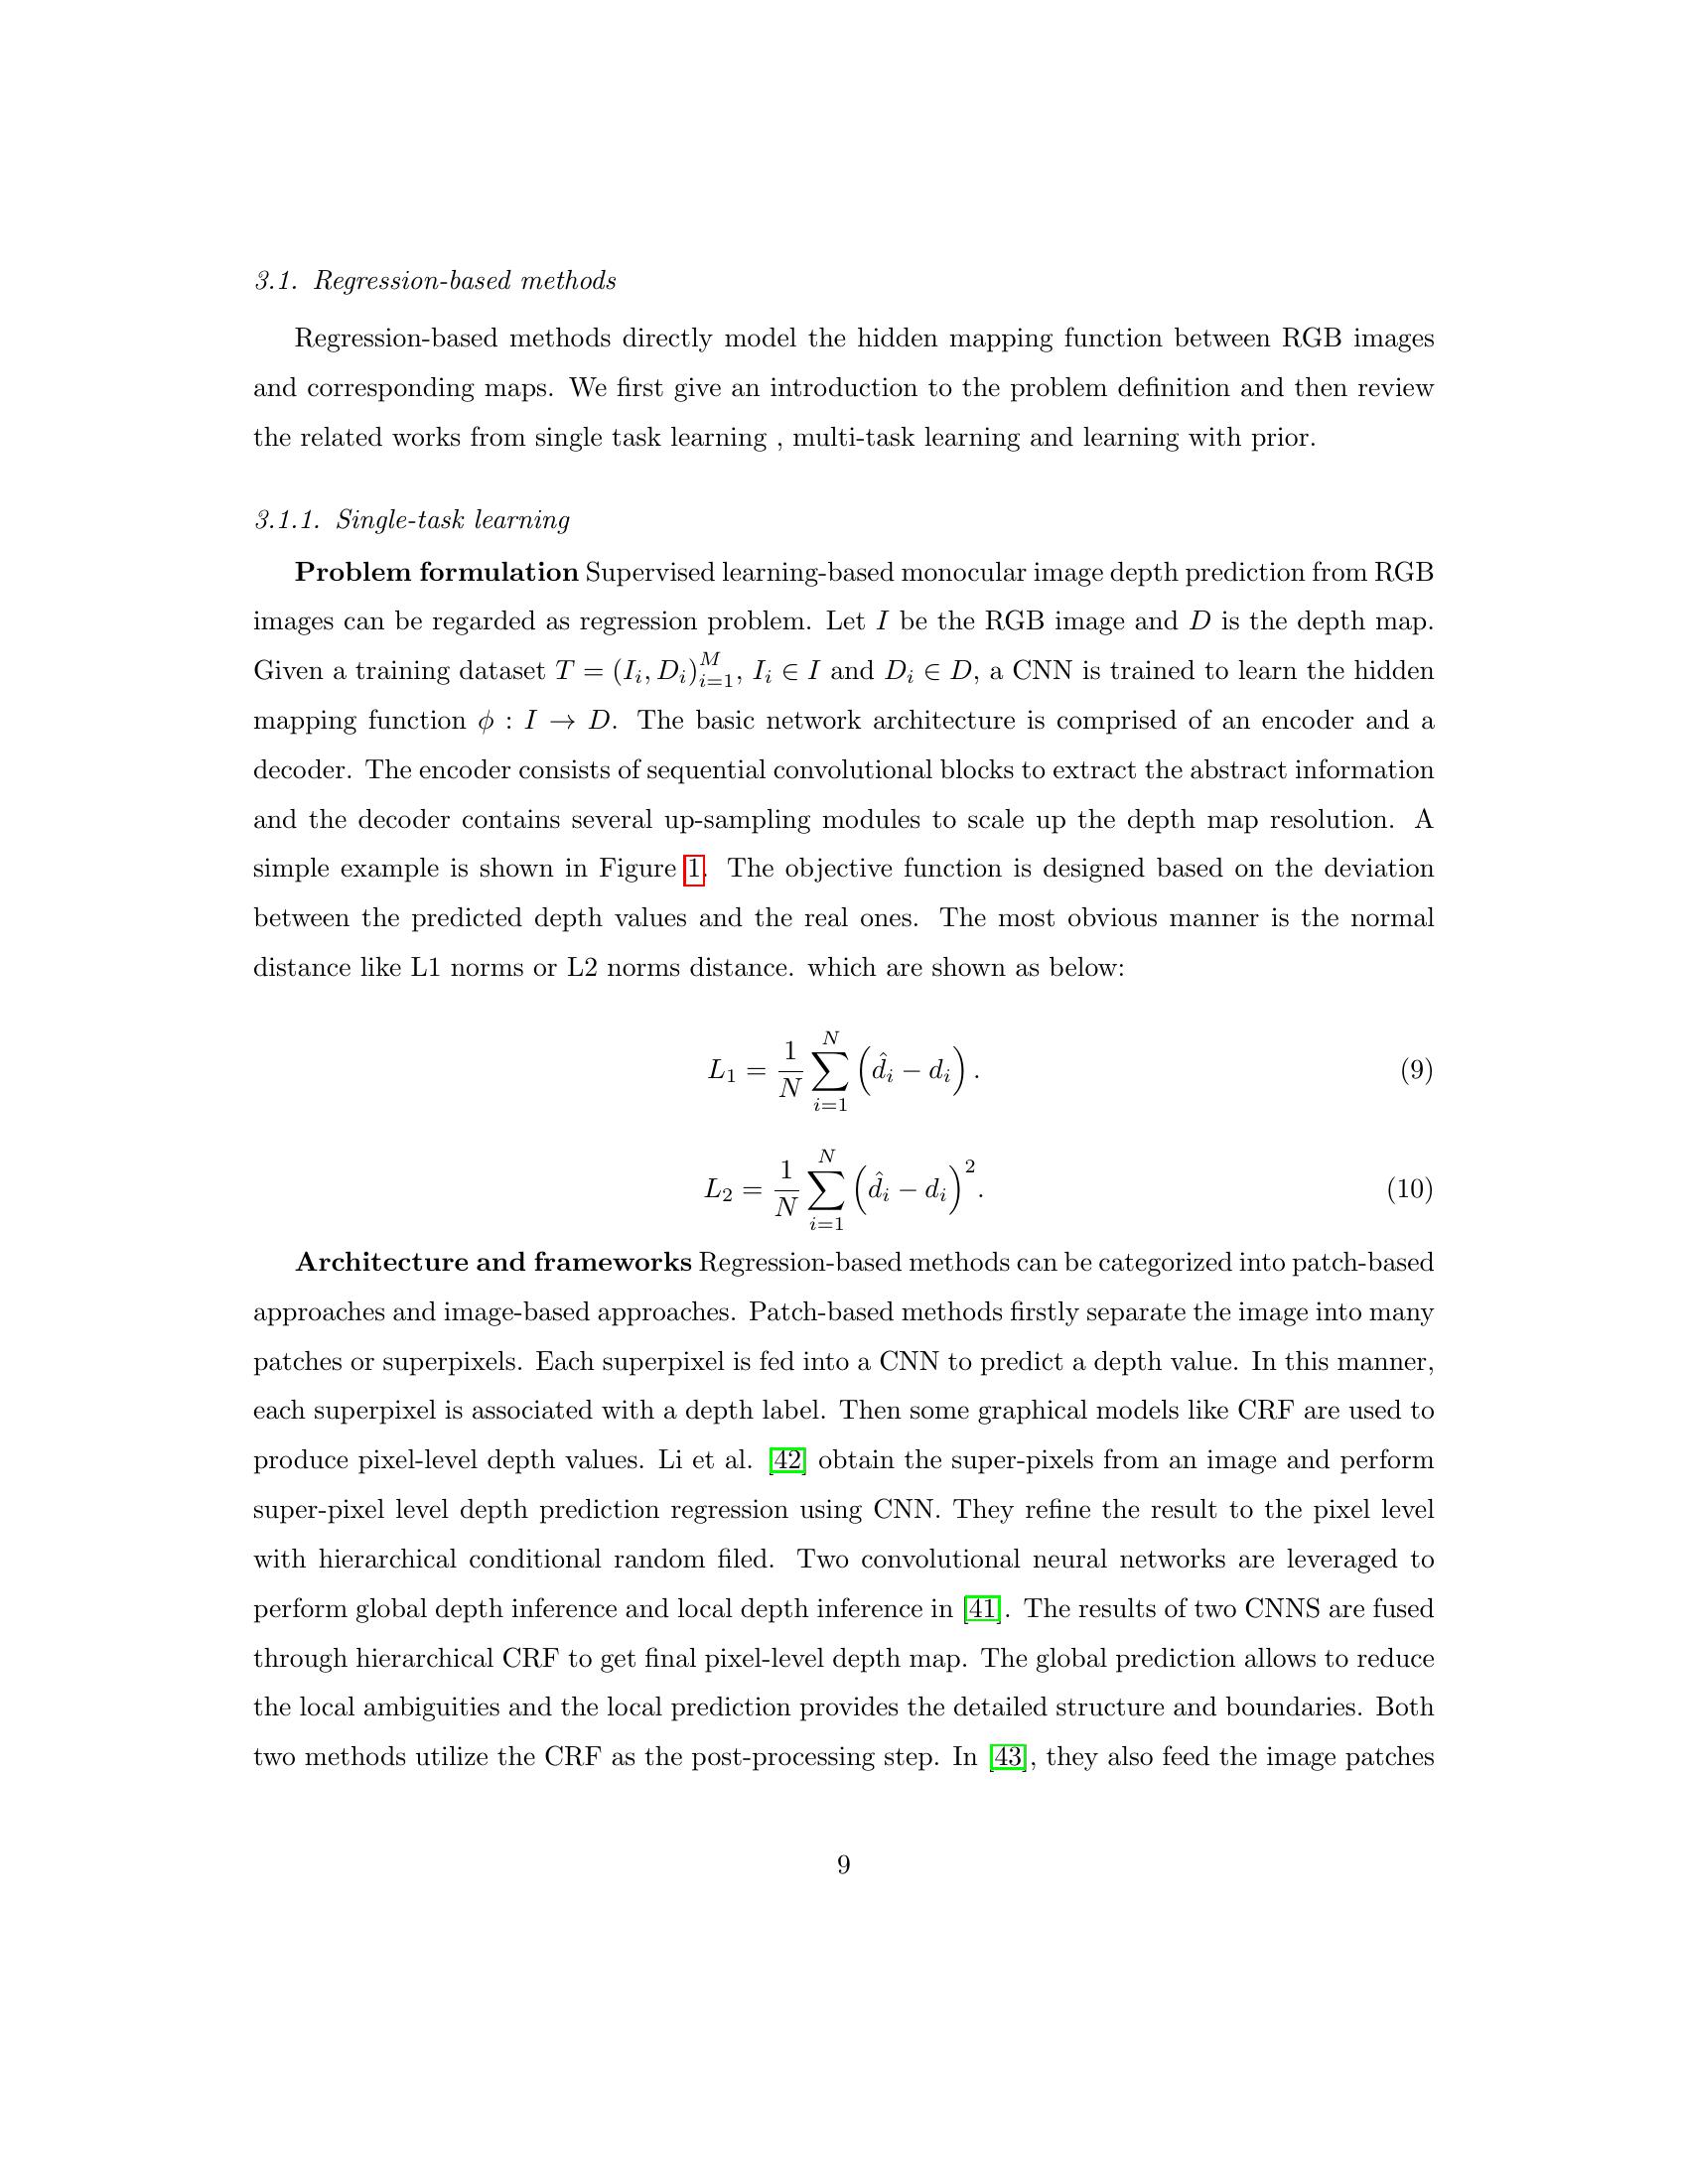 3.1. Regression-based methods
Regression-based methods directly model the hidden mapping function between RGB images
and corresponding maps. We first give an introduction to the problem definition and then review
the related works from single task learning , multi-task learning and learning with prior.
3.1.1. Single-task learning
Problem formulation Supervised learning-based monocular image depth prediction from RGB
images can be regarded as regression problem. Let I be the RGB image and D is the depth map.
Given a training dataset T = (I_i, D_i)_{i=1}^M, I_i ∈ I and D_i ∈ D, a CNN is trained to learn the hidden
mapping function ϕ : I → D. The basic network architecture is comprised of an encoder and a
decoder. The encoder consists of sequential convolutional blocks to extract the abstract information
and the decoder contains several up-sampling modules to scale up the depth map resolution. A
simple example is shown in Figure 1. The objective function is designed based on the deviation
between the predicted depth values and the real ones. The most obvious manner is the normal
distance like L1 norms or L2 norms distance. which are shown as below:
L_1 = \frac{1}{N} \sum_{i=1}^{N} (\hat{d}_i − d_i) . (9)
L_2 = \frac{1}{N} \sum_{i=1}^{N} (\hat{d}_i − d_i)^2. (10)
Architecture and frameworks Regression-based methods can be categorized into patch-based
approaches and image-based approaches. Patch-based methods firstly separate the image into many
patches or superpixels. Each superpixel is fed into a CNN to predict a depth value. In this manner,
each superpixel is associated with a depth label. Then some graphical models like CRF are used to
produce pixel-level depth values. Li et al. [42] obtain the super-pixels from an image and perform
super-pixel level depth prediction regression using CNN. They refine the result to the pixel level
with hierarchical conditional random filed. Two convolutional neural networks are leveraged to
perform global depth inference and local depth inference in [41]. The results of two CNNS are fused
through hierarchical CRF to get final pixel-level depth map. The global prediction allows to reduce
the local ambiguities and the local prediction provides the detailed structure and boundaries. Both
two methods utilize the CRF as the post-processing step. In [43], they also feed the image patches
9